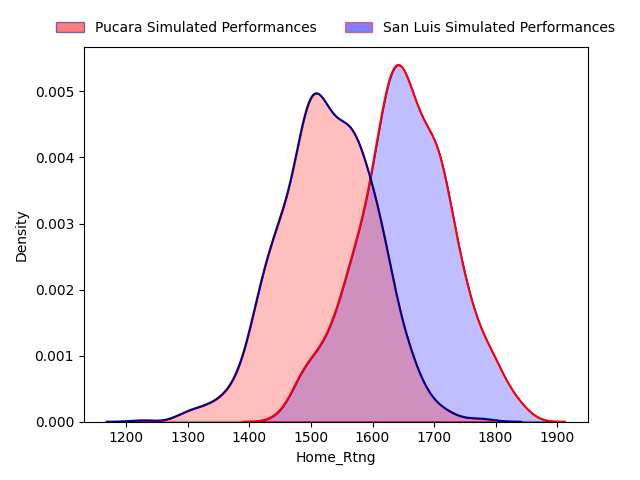 Pucara Simulated Performances San Luis Simulated Performances
0.005
0.004
0.003
0.002
0.001
0.000
Density
1200 1300 1400 1500 1600 1700 1800 1900
Home_Rtng